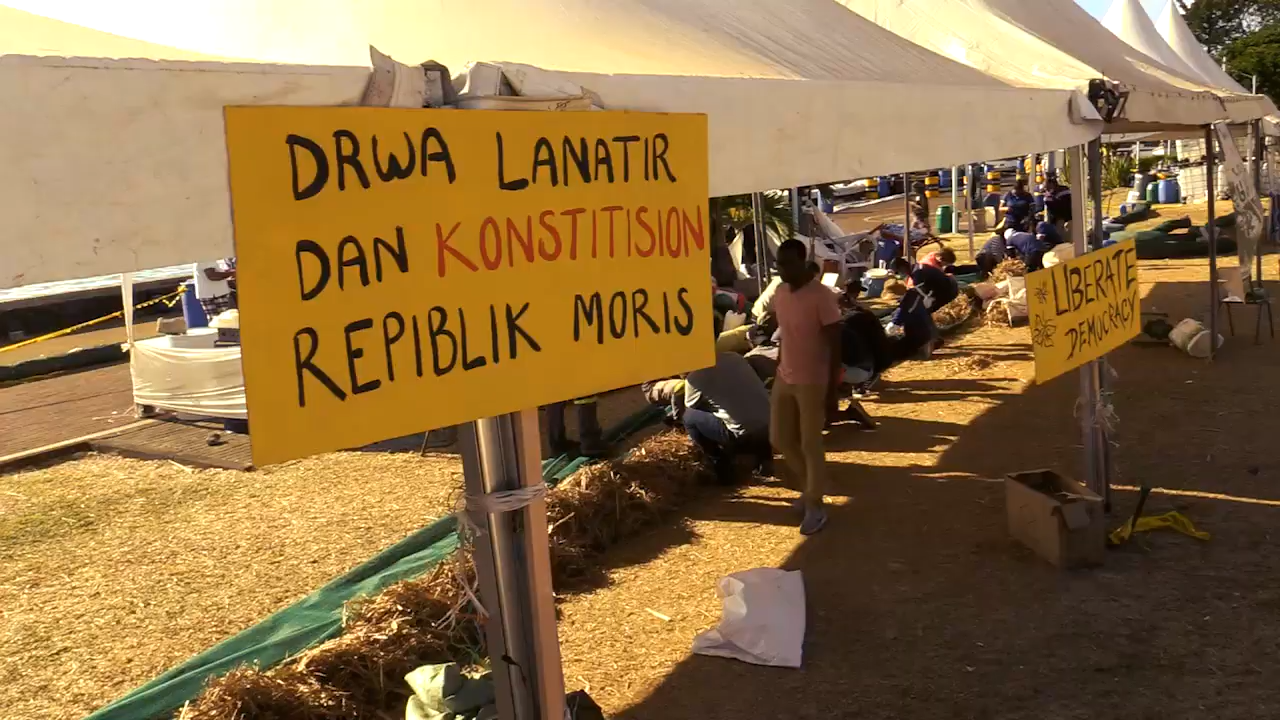 DRWA LANATIR
DAN KONSTITISION
REPIBLIK MORIS
LIBERATE
DEMOCRACY